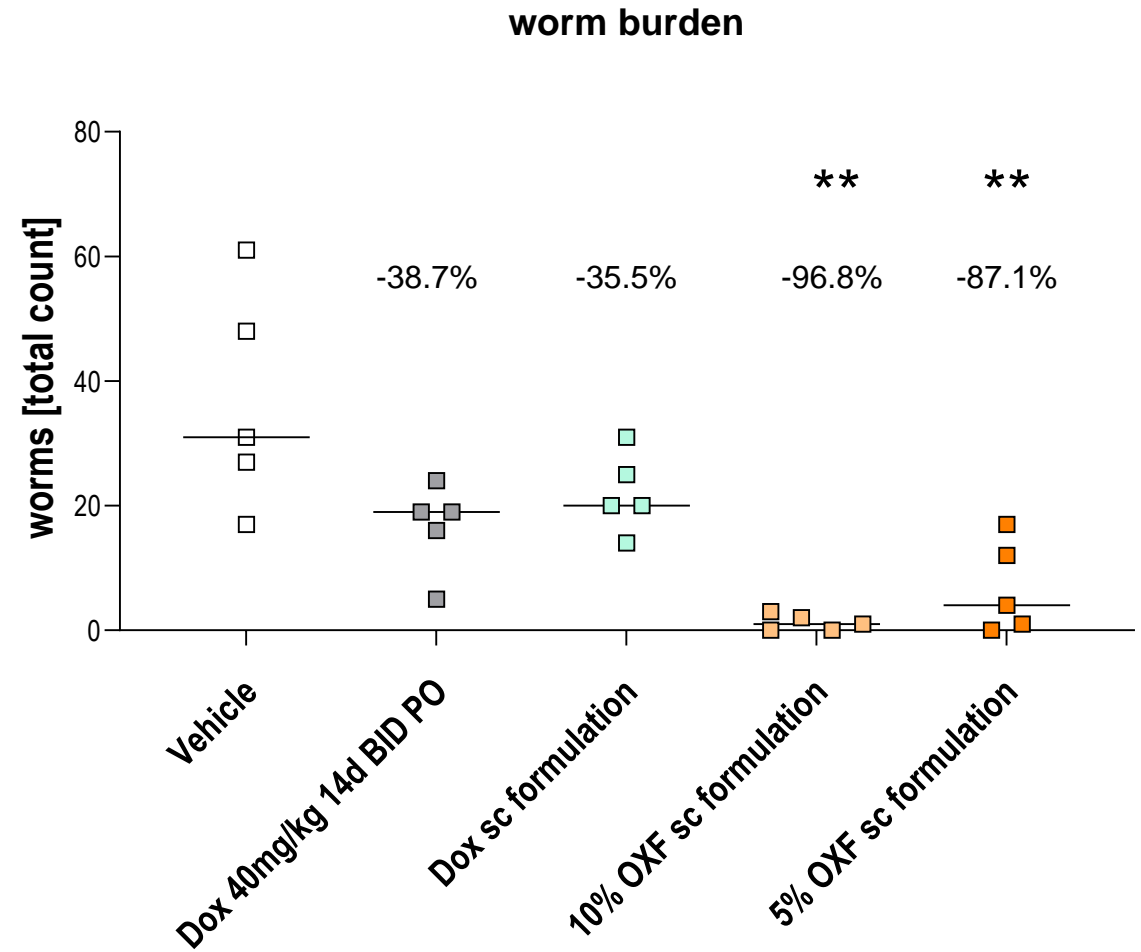 worm burden
worms [total count]
80
60
40
20
0
**
**
-38.7%
-35.5%
-96.8%
-87.1%
Vehicle
Dox 40mg/kg 14d BID PO
Dox sc formulation
10% OXF sc formulation
5% OXF sc formulation